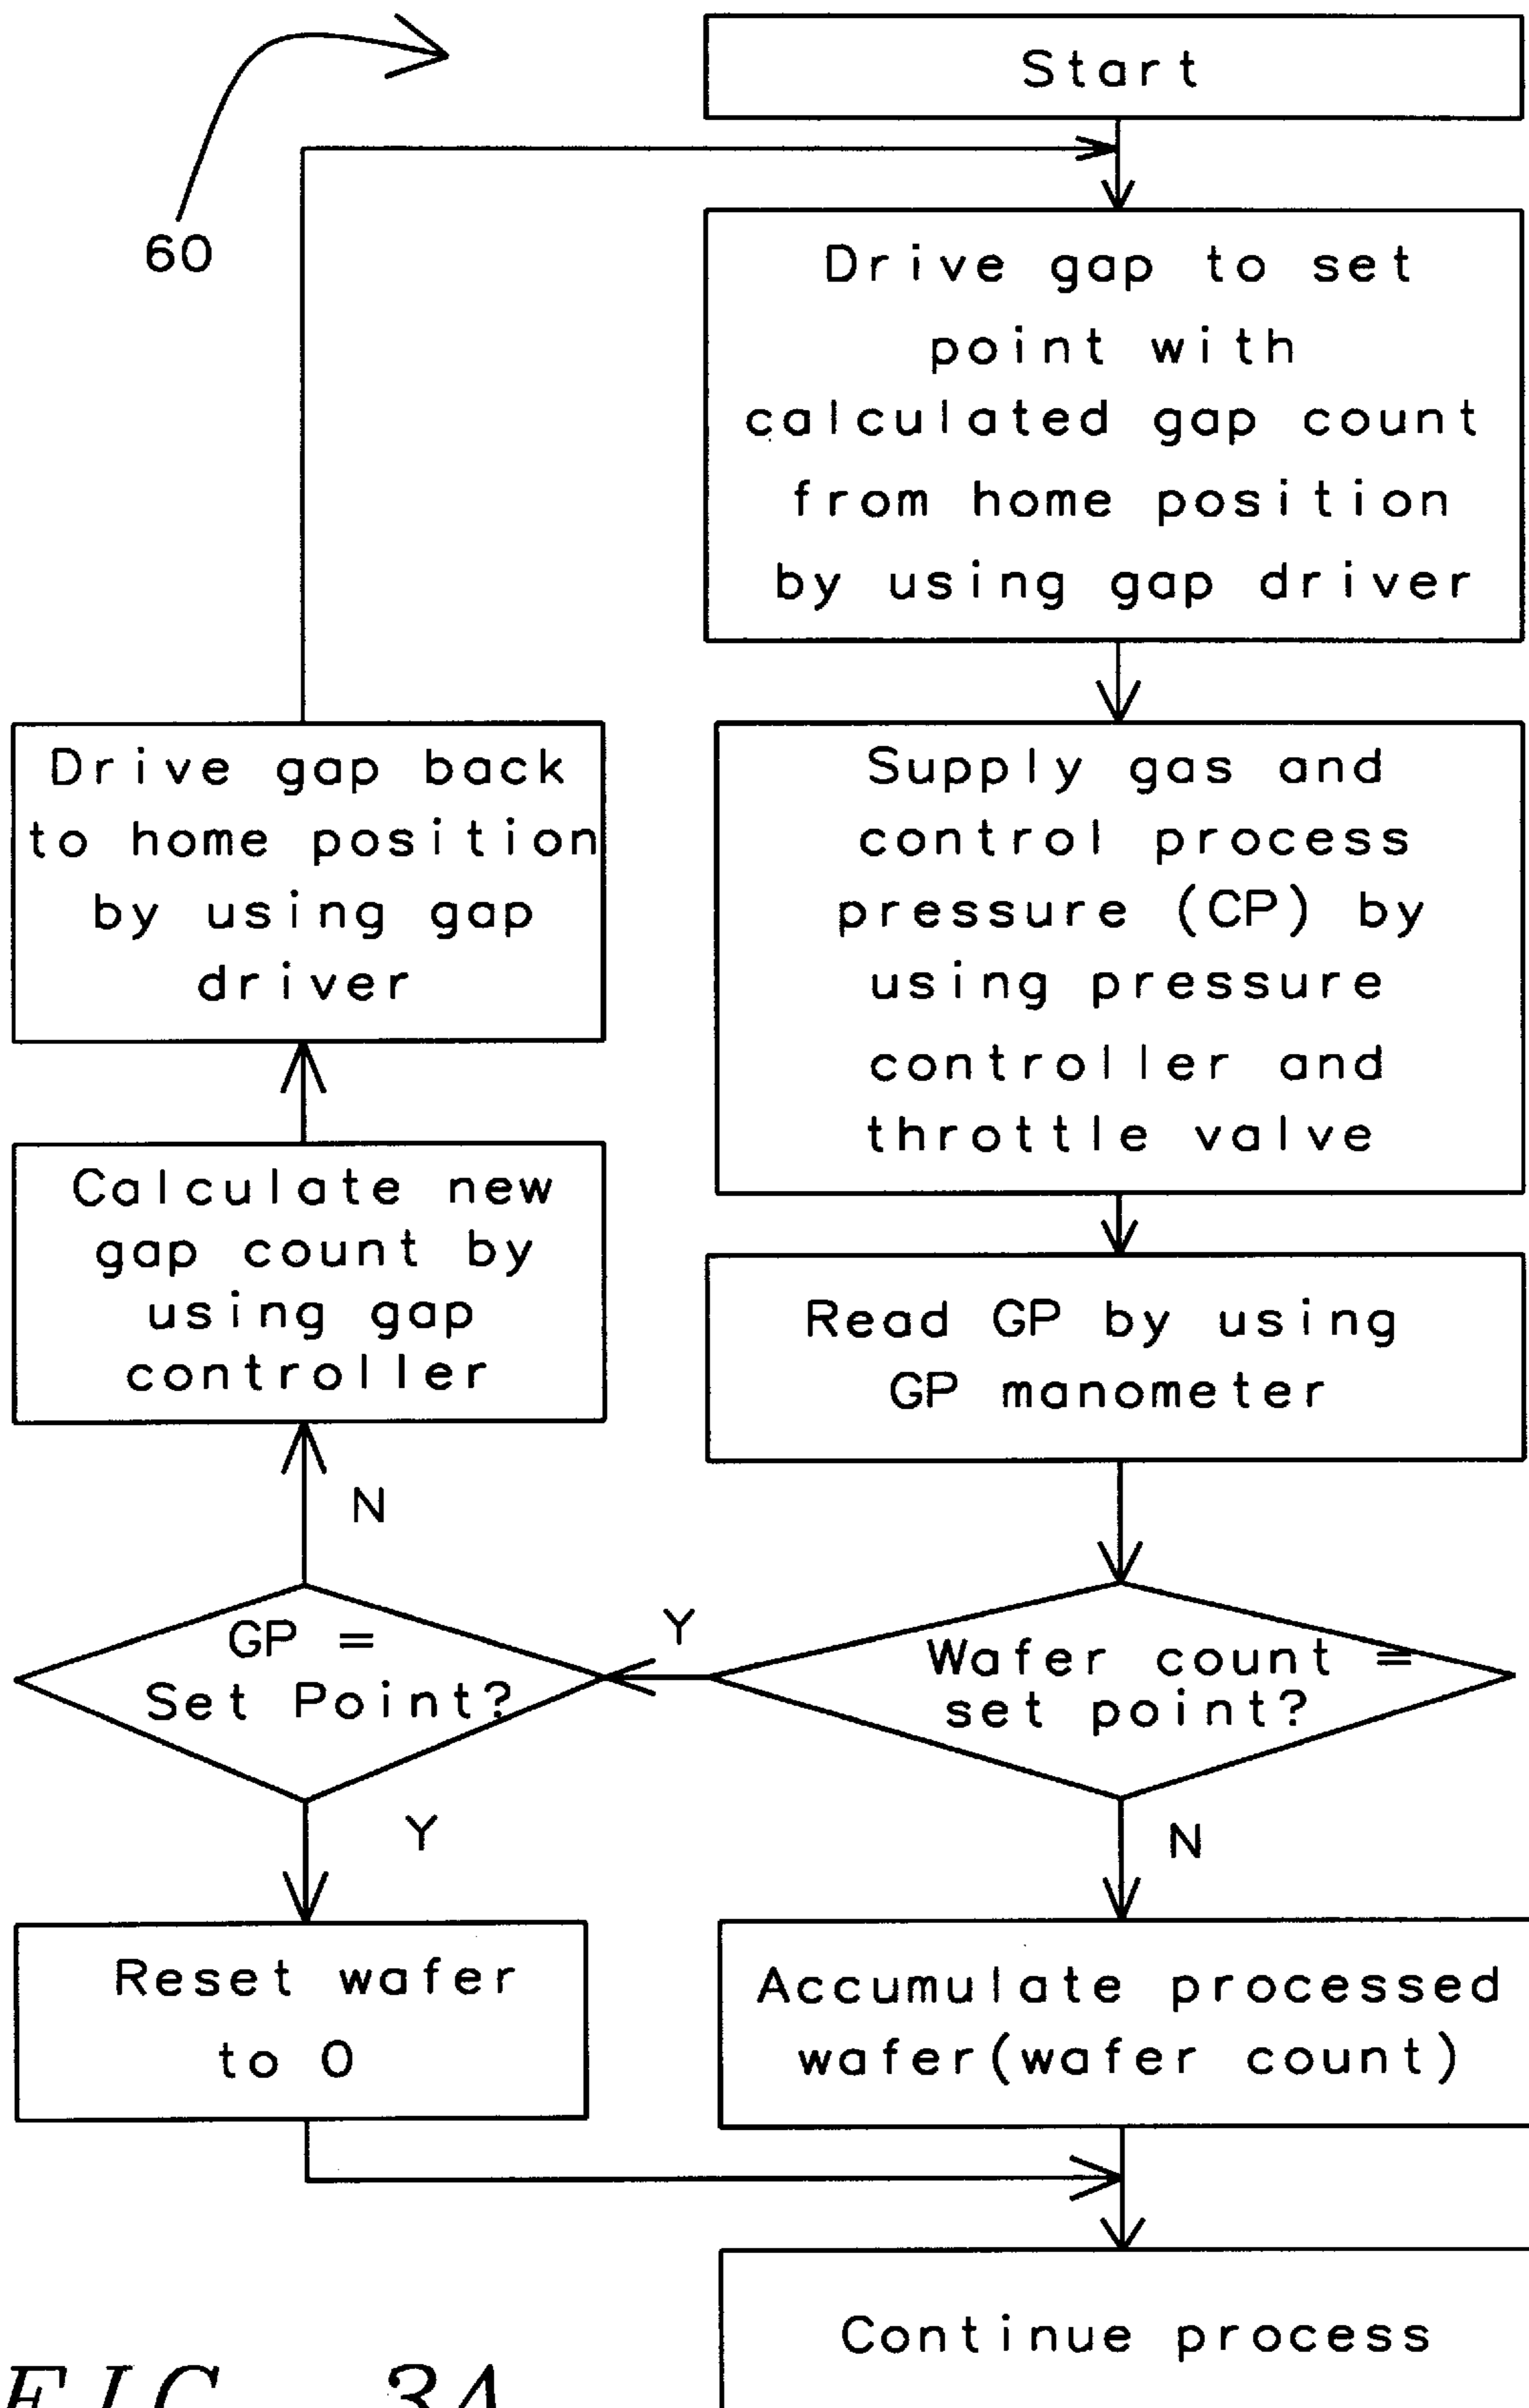 Start
60
Drive gap to set
point with
calculated gap count
from home position
by using gap driver
Drive gap back
to home position
by using gap
driver
Supply gas and
control process
pressure (CP) by
using pressure
controller and
throttle valve
Calculate new
gap count by
using gap
controller
Read GP by using
GP manometer
N
Y
GP =
Set Point?
Wafer count =
set point?
Y
N
Reset wafer
to 0
Accumulate processed
wafer(wafer count)
Continue process
FIG. 3A